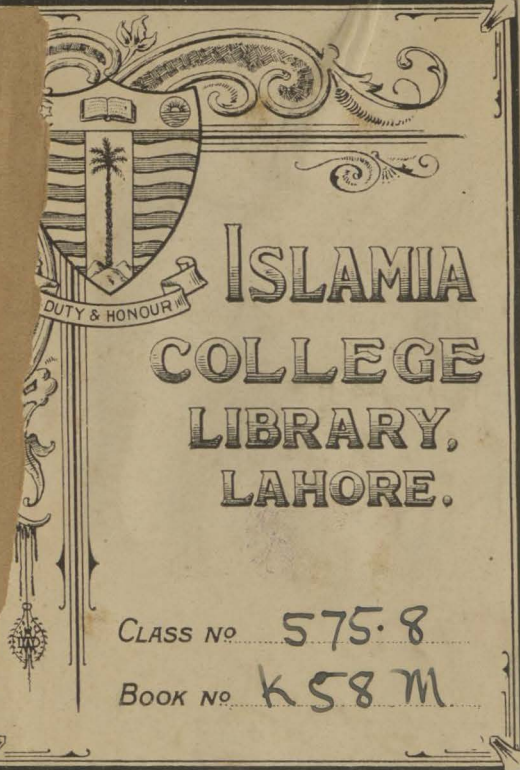 DUTY & HONOUR
ISLAMIA
COLLEGE
LIBRARY,
LAHORE.
CLASS NO 575.8
BOOK NO K58M